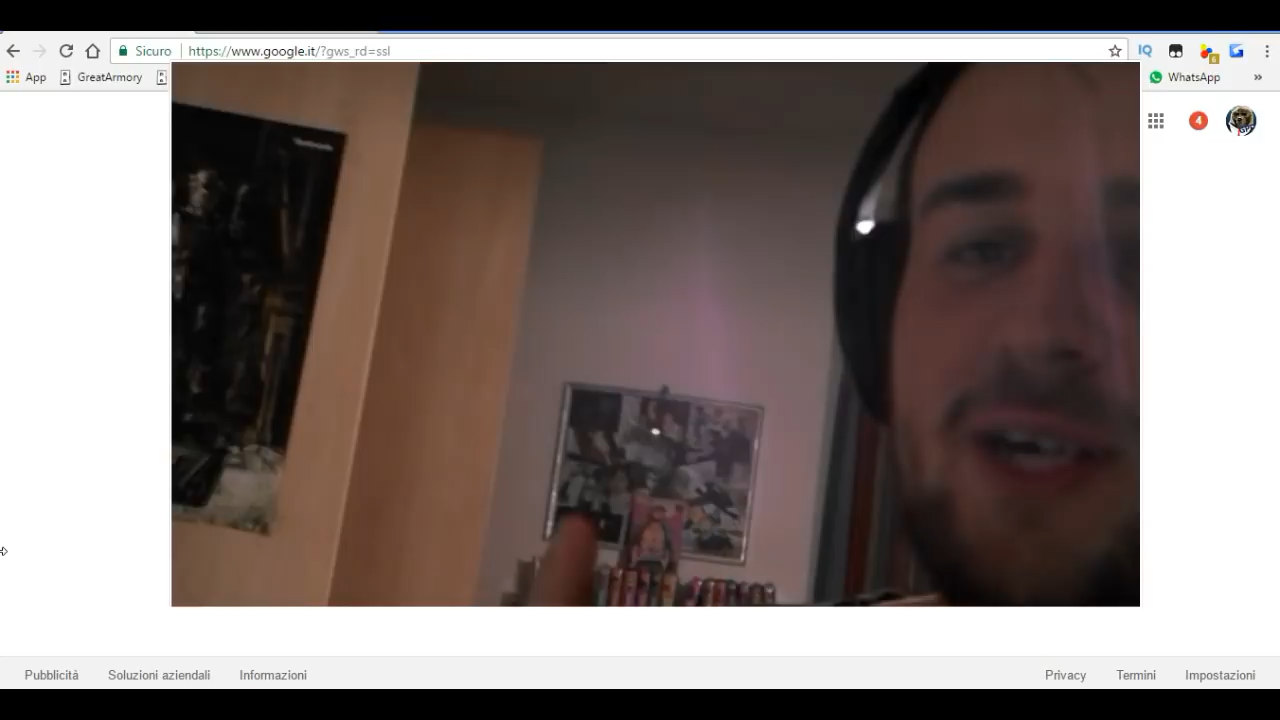 Sicuro https://www.google.it/?gws_rd=ssl
App GreatArmory WhatsApp »
4
Pubblicità Soluzioni aziendali Informazioni Privacy Termini Impostazioni